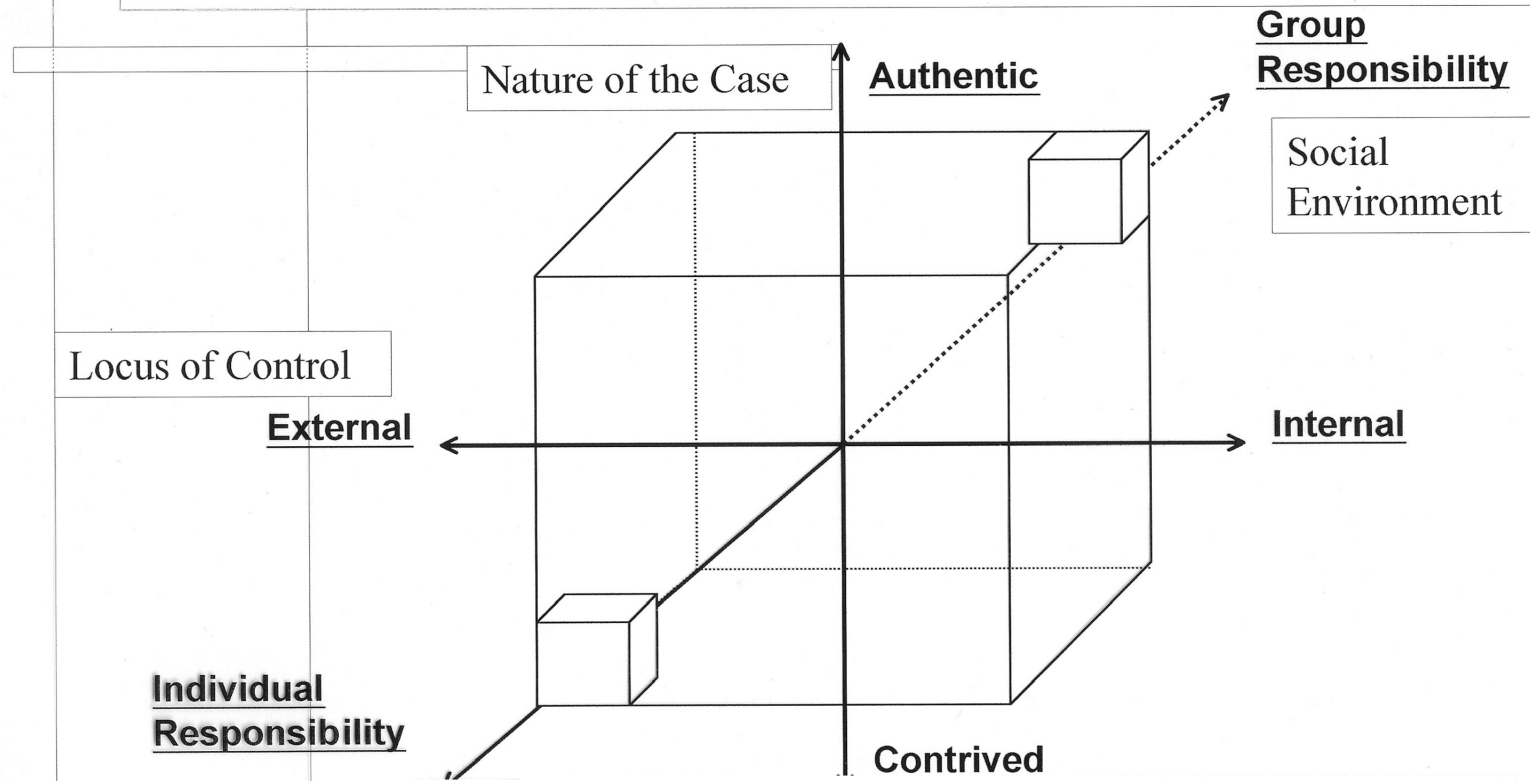 Group
Responsibility
Nature of the Case
Authentic
Social
Environment
Locus of Control
External
Internal
Individual
Responsibility
Contrived